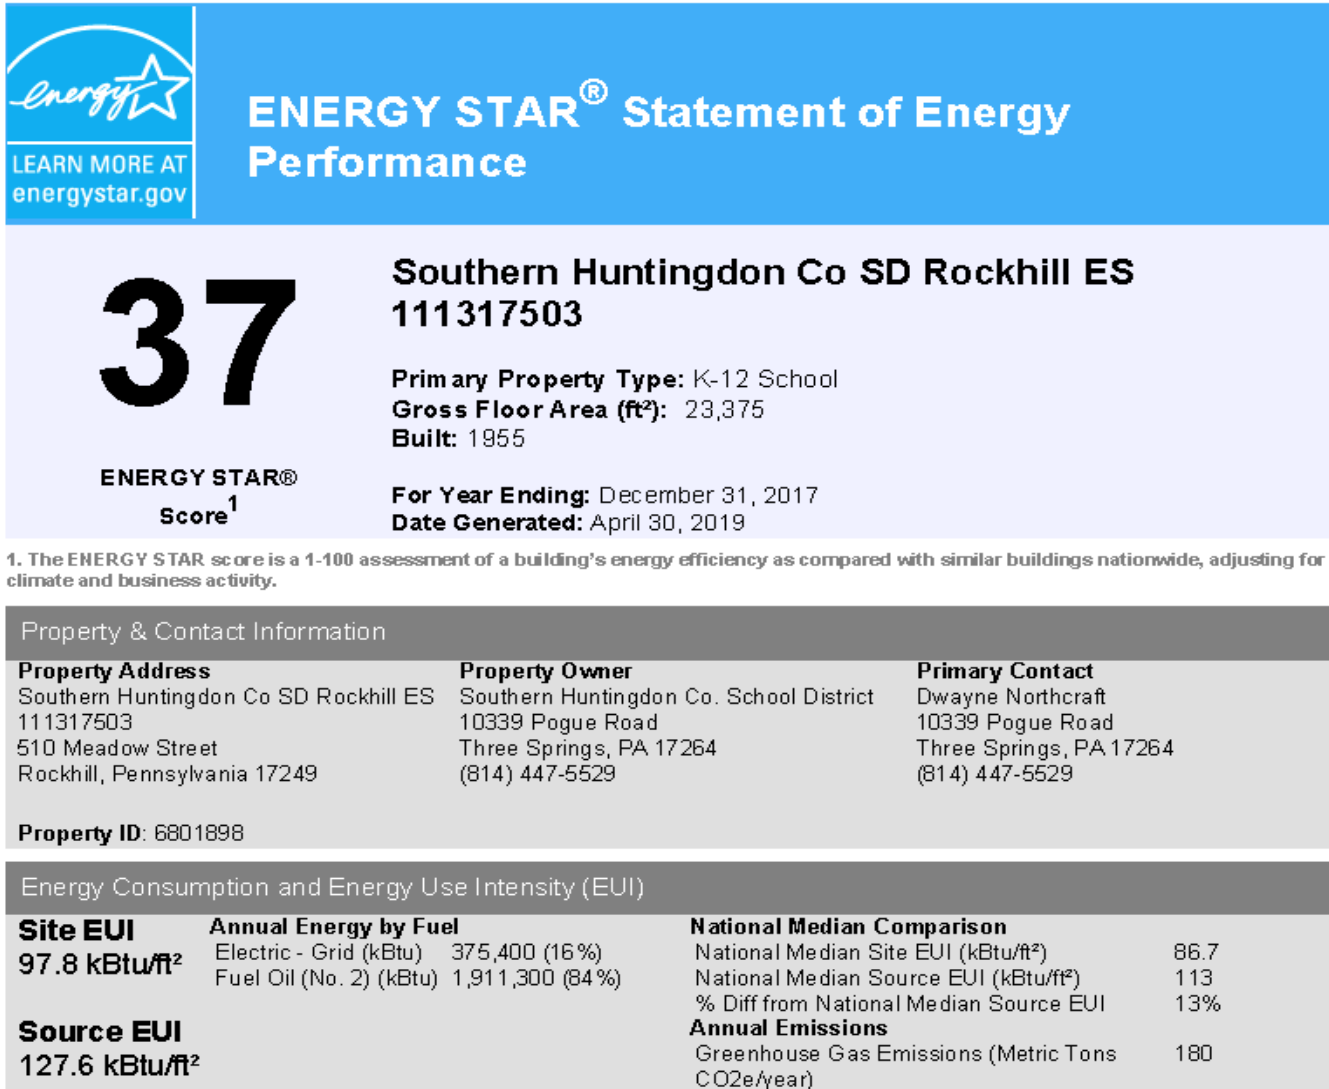 energy
LEARN MORE AT
energystar.gov
ENERGY STAR® Statement of Energy
Performance
37
ENERGY STAR®
Score1
Southern Huntingdon Co SD Rockhill ES
111317503
Primary Property Type: K-12 School
Gross Floor Area (ft²): 23,375
Built: 1955
For Year Ending: December 31, 2017
Date Generated: April 30, 2019
1. The ENERGY STAR score is a 1-100 assessment of a building's energy efficiency as compared with similar buildings nationwide, adjusting for
climate and business activity.
Property & Contact Information
Property Address
Southern Huntingdon Co SD Rockhill ES
111317503
510 Meadow Street
Rockhill, Pennsylvania 17249
Property Owner
Southern Huntingdon Co. School District
10339 Pogue Road
Three Springs, PA 17264
(814) 447-5529
Primary Contact
Dwayne Northcraft
10339 Pogue Road
Three Springs, PA 17264
(814) 447-5529
Property ID: 6801898
Energy Consumption and Energy Use Intensity (EUI)
Site EUI
97.8 kBtu/ft²
Source EUI
127.6 kBtu/ft²
Annual Energy by Fuel
Electric - Grid (kBtu) 375,400 (16%)
Fuel Oil (No. 2) (kBtu) 1,911,300 (84%)
National Median Comparison
National Median Site EUI (kBtu/ft²) 86.7
National Median Source EUI (kBtu/ft²) 113
% Diff from National Median Source EUI 13%
Annual Emissions
Greenhouse Gas Emissions (Metric Tons 180
CO2e/year)